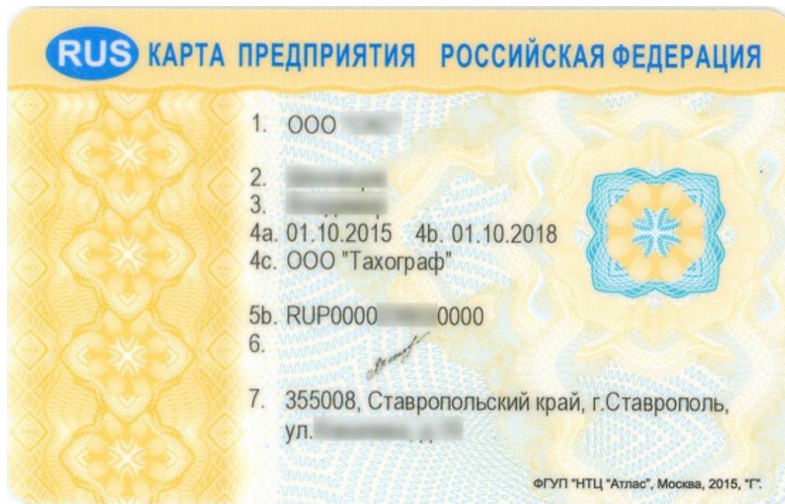 RUS КАРТА ПРЕДПРИЯТИЯ РОССИЙСКАЯ ФЕДЕРАЦИЯ
1. ООО
2.
3.
4a. 01.10.2015 4b. 01.10.2018
4c. ООО "Тахограф"
5b. RUP0000 0000
6.
7. 355008, Ставропольский край, г.Ставрополь,
ул.
ФГУП "НТЦ "Атлас", Москва, 2015, "Г".